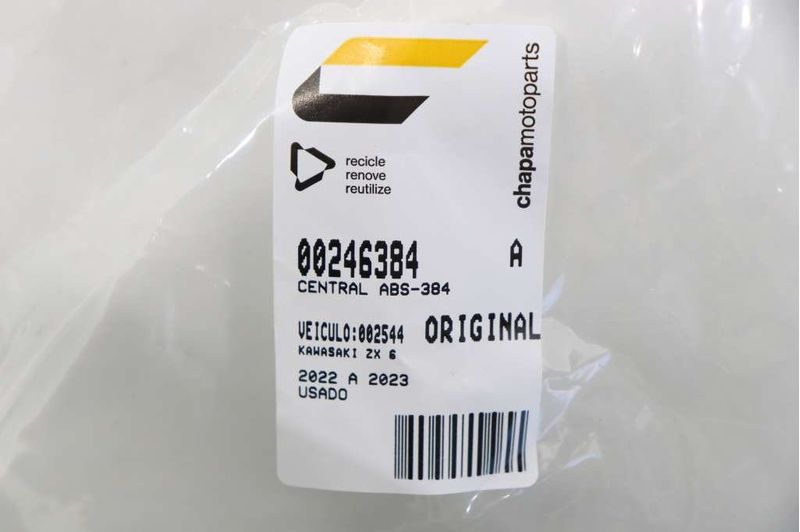 chapamotoparts
recicle
renove
reutilize
00246384 A
CENTRAL ABS-384
VEICULO:002544 ORIGINAL
KAWASAKI ZX 6
2022 A 2023
USADO